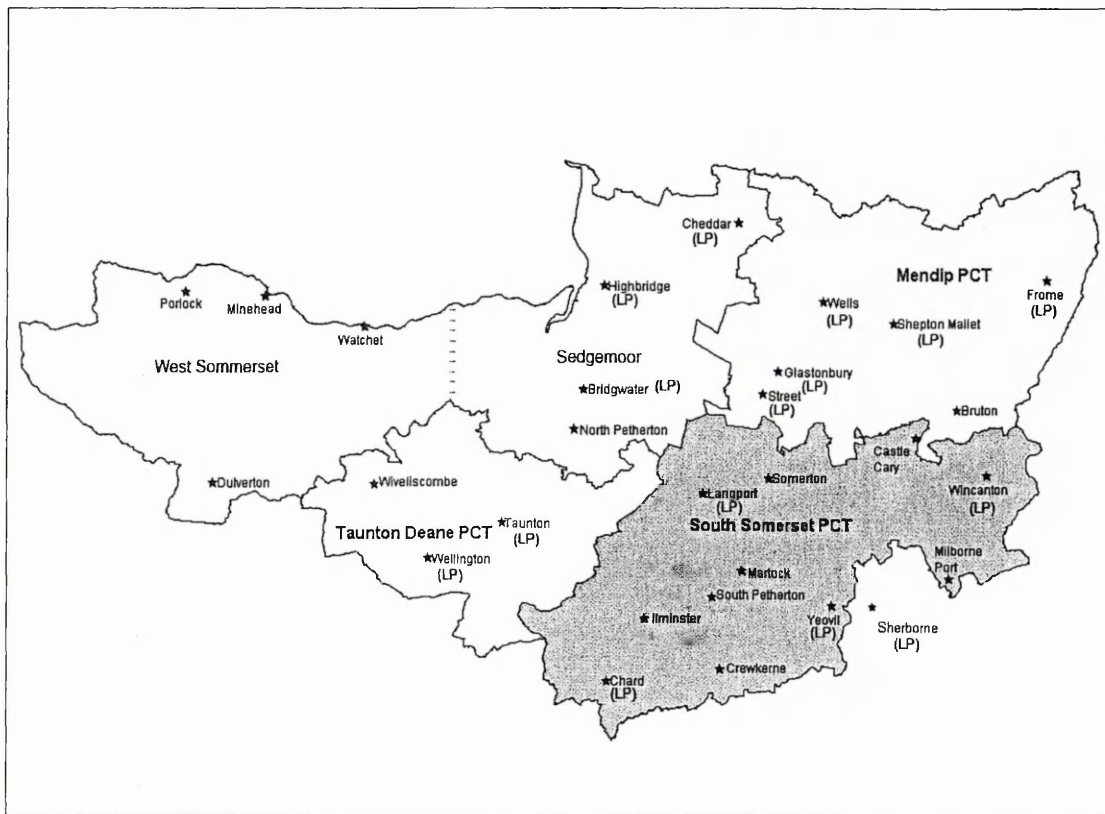 Cheddar
(LP)
Mendip PCT
Highbridge
(LP)
Frome
(LP)
Porlock
Minehead
Wells
(LP)
Shepton Mallet
(LP)
Watchet
West Sommerset
Sedgemoor
Glastonbury
(LP)
Bridgwater (LP)
Street
(LP)
Bruton
North Petherton
Castle
Cary
Dulverton
Wiveliscombe
Somerton
Langport
(LP)
Wincanton
(LP)
Taunton Deane PCT
Taunton
(LP)
South Somerset PCT
Wellington
(LP)
Milborne
Port
Martock
South Petherton
Ilminster
Yeovil
(LP)
Sherborne
(LP)
Crewkerne
Chard
(LP)